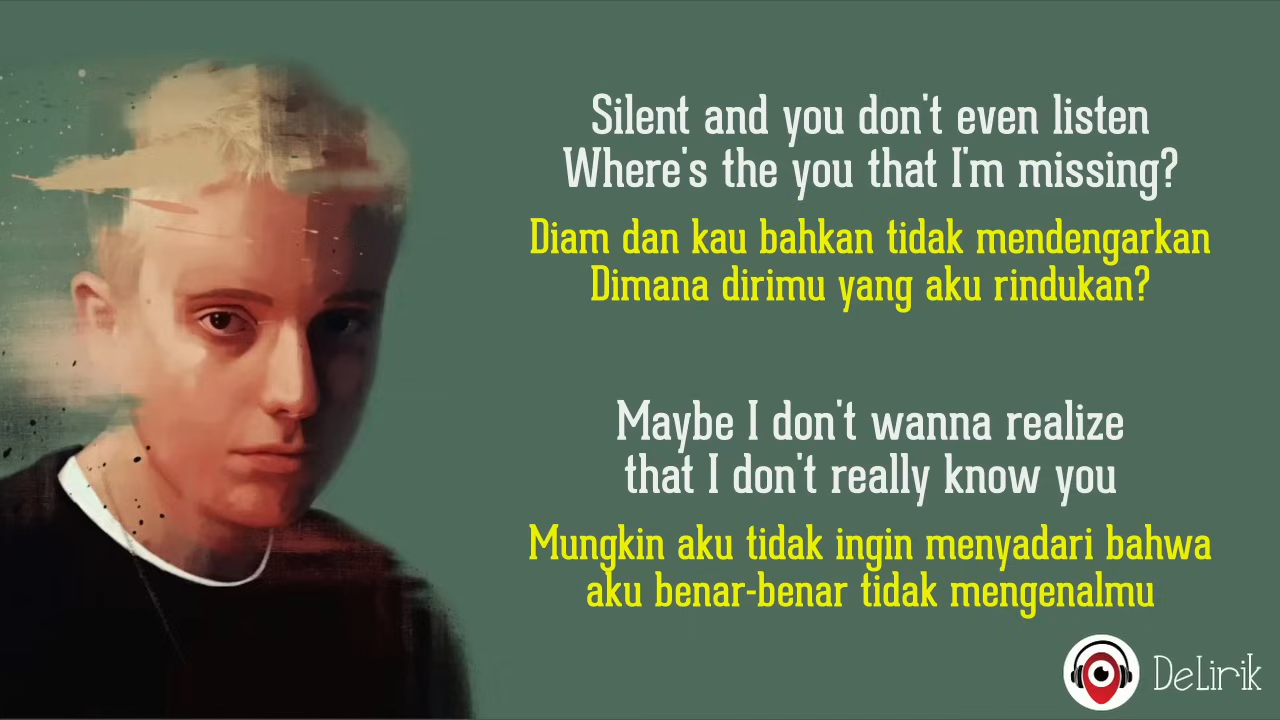 Silent and you don't even listen
Where's the you that I'm missing?
Diam dan kau bahkan tidak mendengarkan
Dimana dirimu yang aku rindukan?
Maybe I don't wanna realize
that I don't really know you
Mungkin aku tidak ingin menyadari bahwa
aku benar-benar tidak mengenalmu
DeLirik